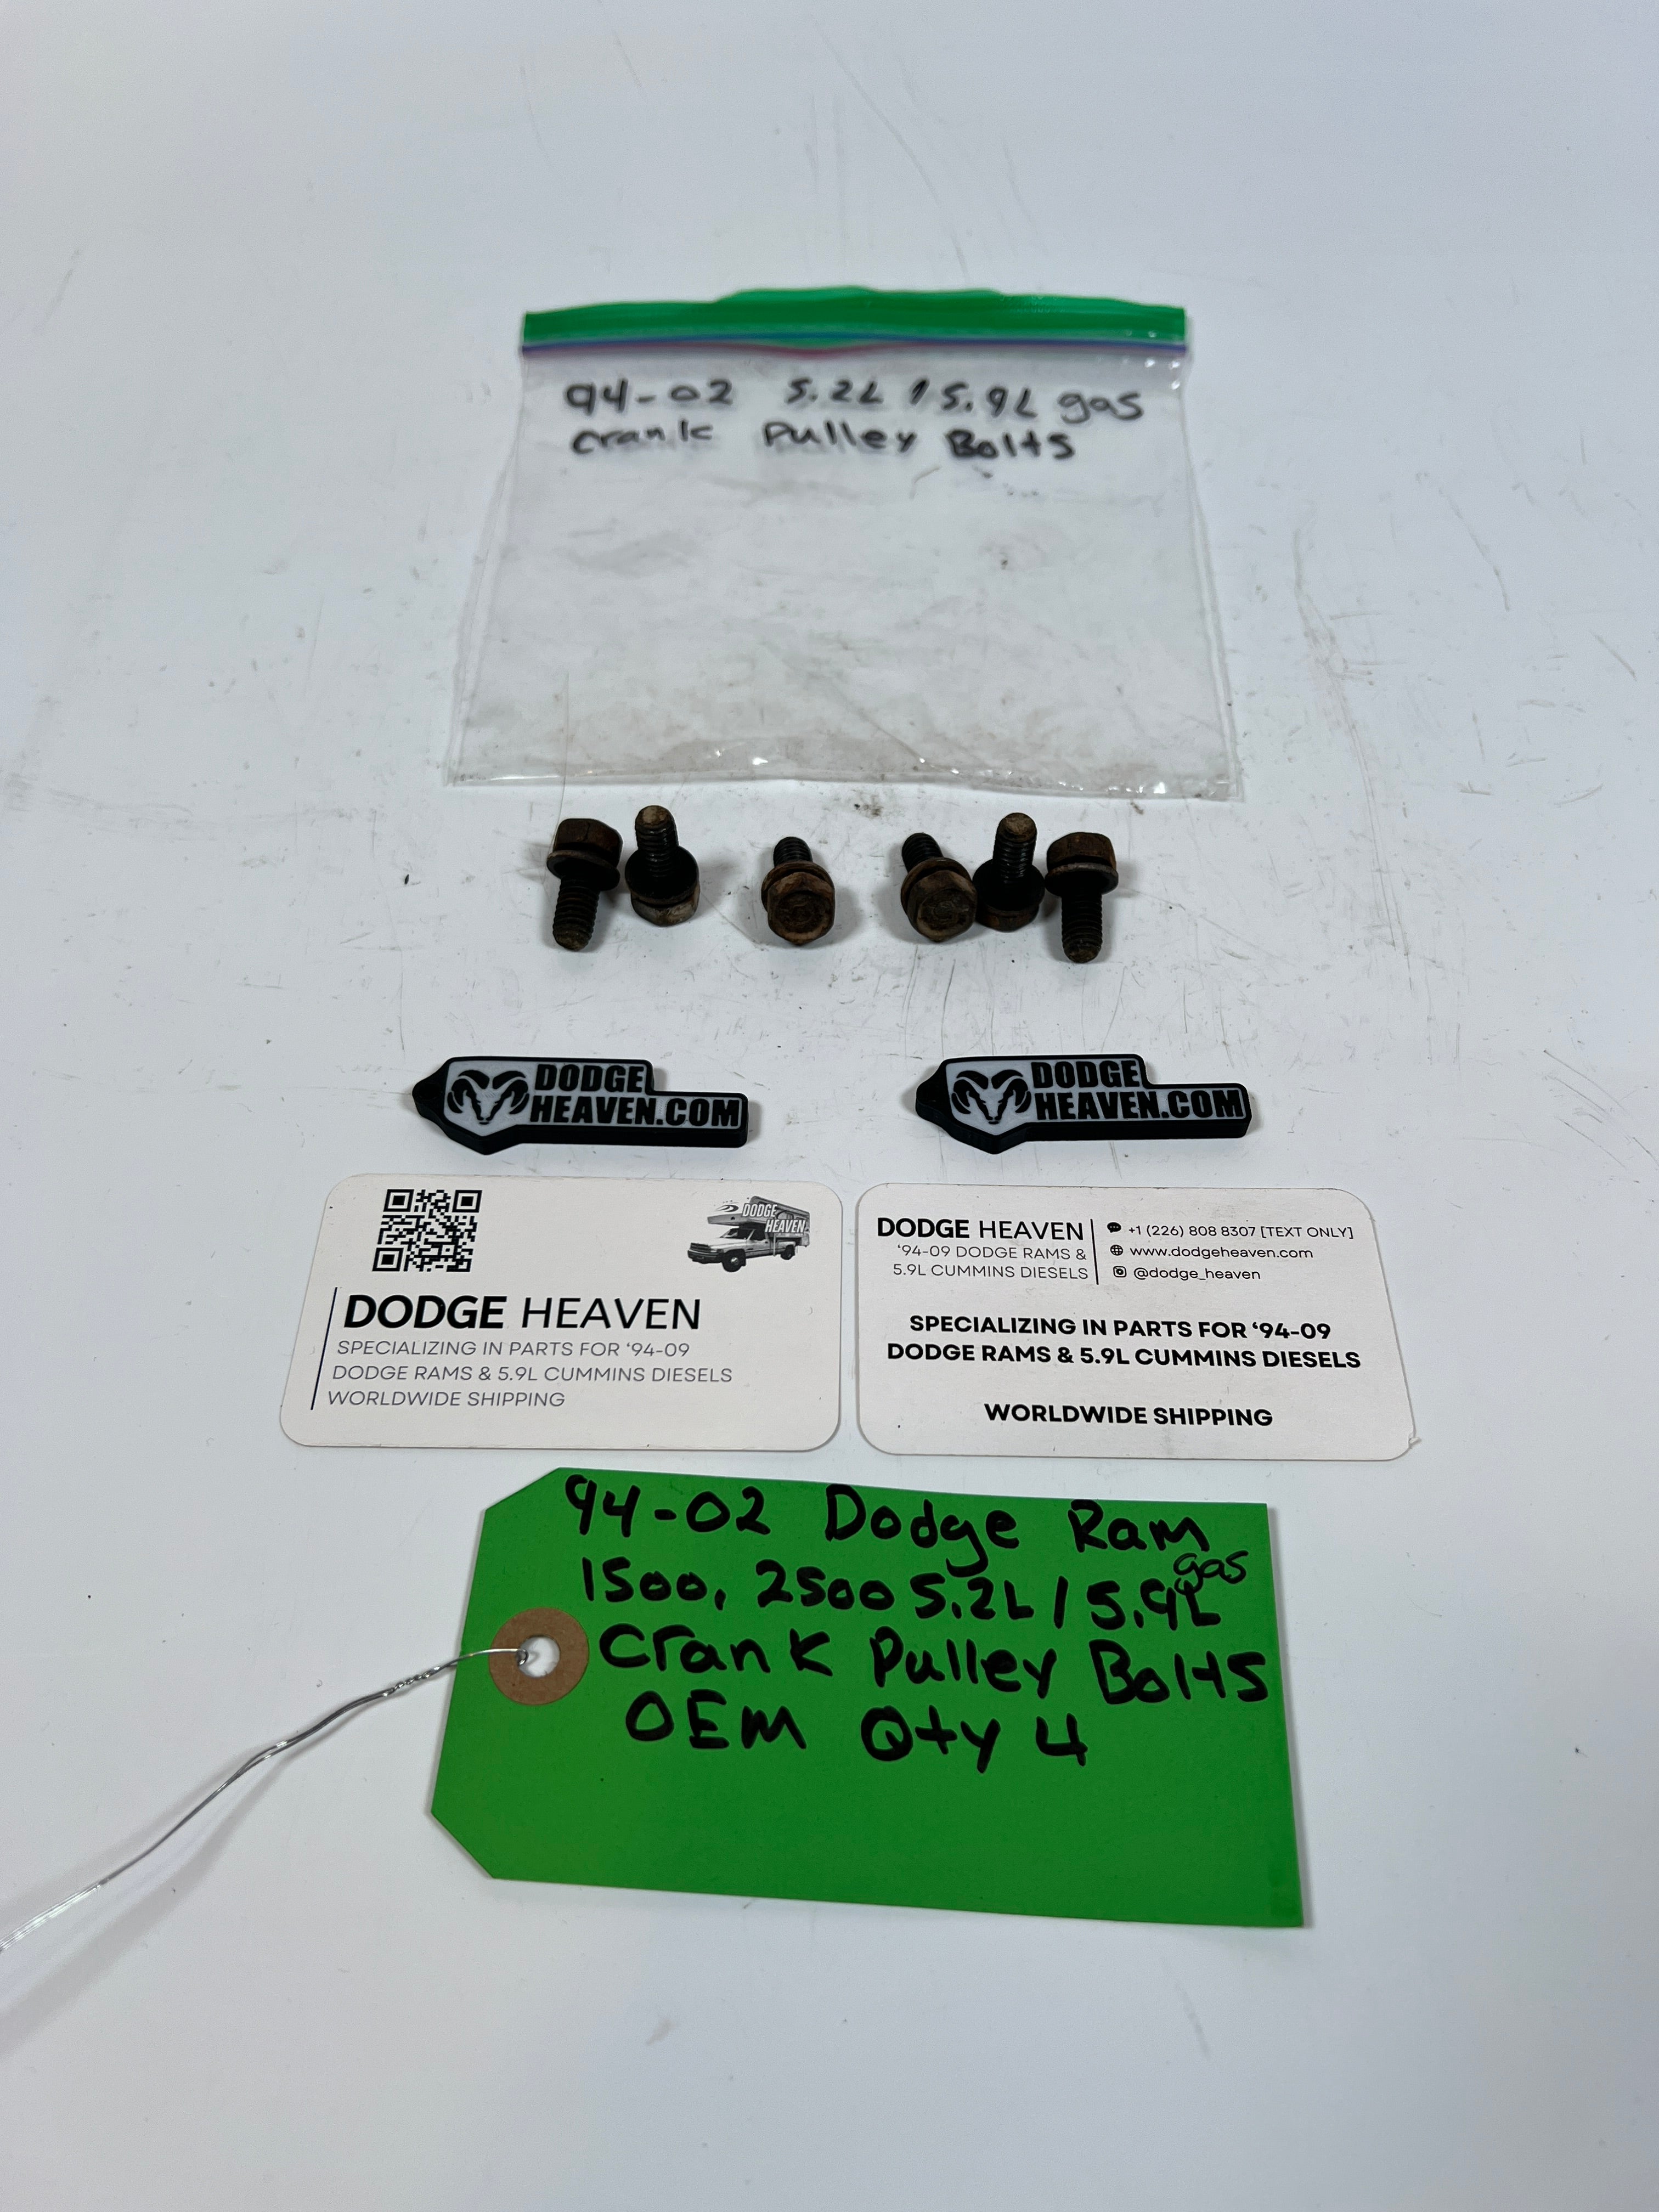 94-02 5.2L / 5.9L gas
crank Pulley Bolts
DODGE
HEAVEN.COM
DODGE
HEAVEN.COM
DODGE
HEAVEN
DODGE HEAVEN
SPECIALIZING IN PARTS FOR ‘94-09
DODGE RAMS & 5.9L CUMMINS DIESELS
WORLDWIDE SHIPPING
DODGE HEAVEN
‘94-09 DODGE RAMS &
5.9L CUMMINS DIESELS
+1 (226) 808 8307 [TEXT ONLY]
www.dodgeheaven.com
@dodge_heaven
SPECIALIZING IN PARTS FOR ‘94-09
DODGE RAMS & 5.9L CUMMINS DIESELS
WORLDWIDE SHIPPING
94-02 Dodge Ram
1500, 2500 5.2L / 5.9L gas
Crank Pulley Bolts
OEM Qty 4